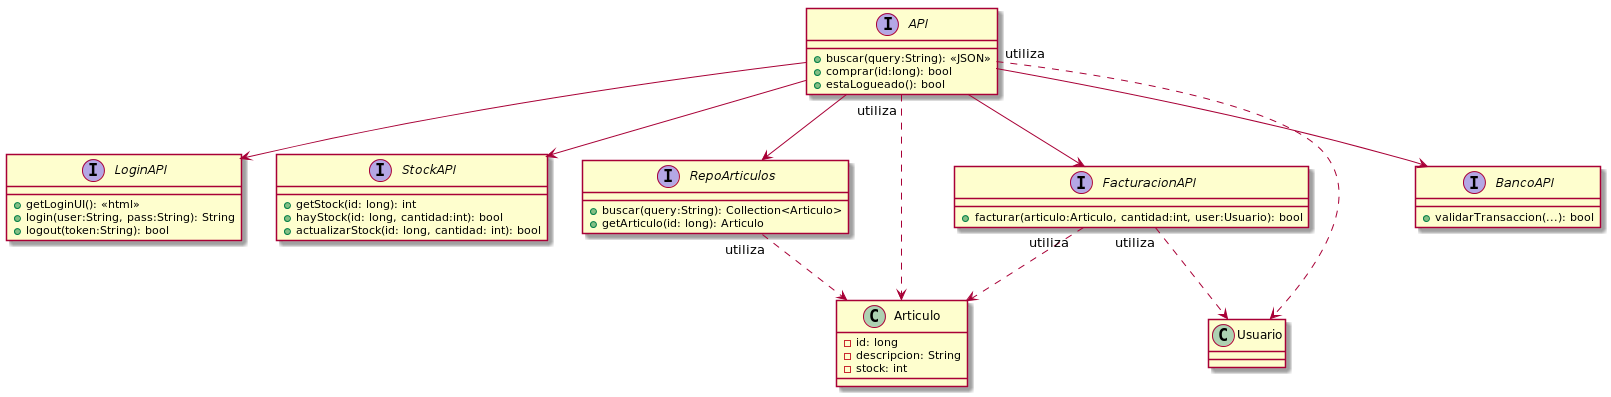 I API
buscar(query:String): «JSON»
comprar(id:long): bool
estaLogueado(): bool
utiliza
utiliza
I LoginAPI
getLoginUI(): «html»
login(user:String, pass:String): String
logout(token:String): bool
I StockAPI
getStock(id: long): int
hayStock(id: long, cantidad:int): bool
actualizarStock(id: long, cantidad: int): bool
I RepoArticulos
buscar(query:String): Collection<Articulo>
getArticulo(id: long): Articulo
I FacturacionAPI
facturar(articulo:Articulo, cantidad:int, user:Usuario): bool
I BancoAPI
validarTransaccion(...): bool
utiliza
utiliza
utiliza
C Articulo
id: long
descripcion: String
stock: int
C Usuario